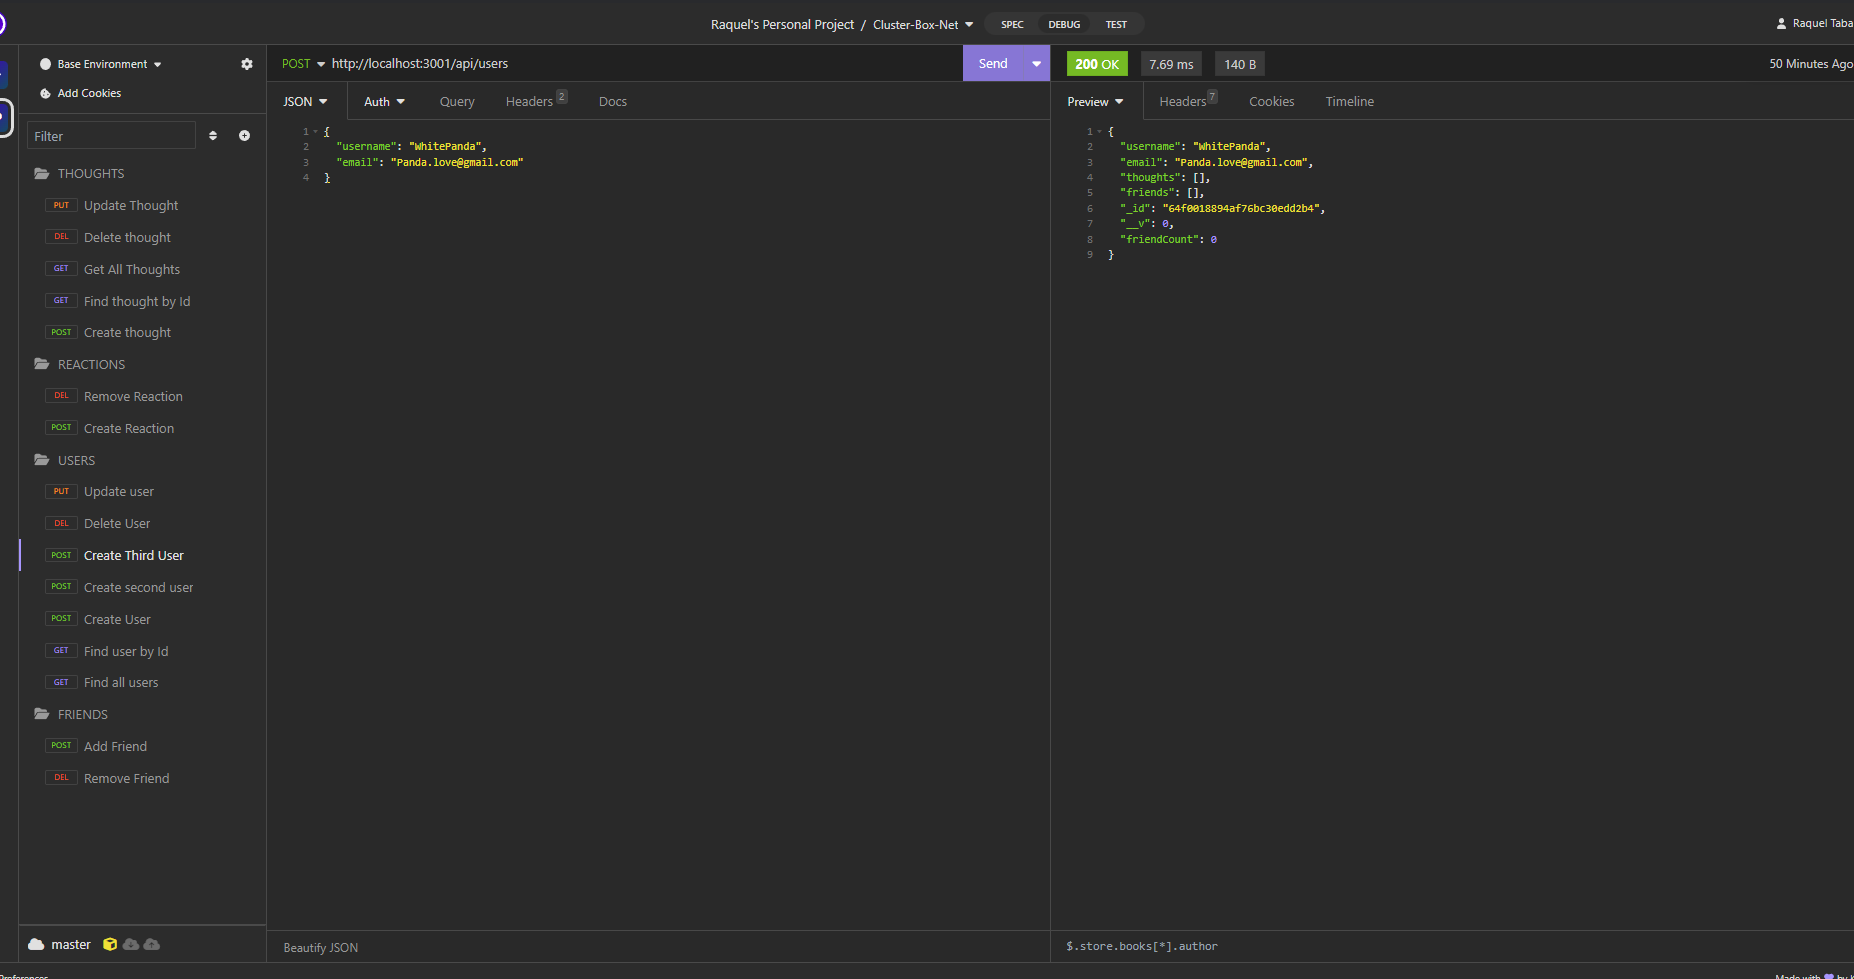 Raquel's Personal Project / Cluster-Box-Net SPEC DEBUG TEST Raquel Taba
Base Environment
Add Cookies
Filter
THOUGHTS
PUT Update Thought
DEL Delete thought
GET Get All Thoughts
GET Find thought by Id
POST Create thought
REACTIONS
DEL Remove Reaction
POST Create Reaction
USERS
PUT Update user
DEL Delete User
POST Create Third User
POST Create second user
POST Create User
GET Find user by Id
GET Find all users
FRIENDS
POST Add Friend
DEL Remove Friend
master
Preferences
POST http://localhost:3001/api/users Send
JSON Auth Query Headers 2 Docs
1 {
2 "username": "WhitePanda",
3 "email": "Panda.love@gmail.com"
4 }
Beautify JSON
200 OK 7.69 ms 140 B 50 Minutes Ago
Preview Headers 7 Cookies Timeline
1 {
2 "username": "WhitePanda",
3 "email": "Panda.love@gmail.com",
4 "thoughts": [],
5 "friends": [],
6 "_id": "64f0018894af76bc30edd2b4",
7 "__v": 0,
8 "friendCount": 0
9 }
$.store.books[*].author
Made with by